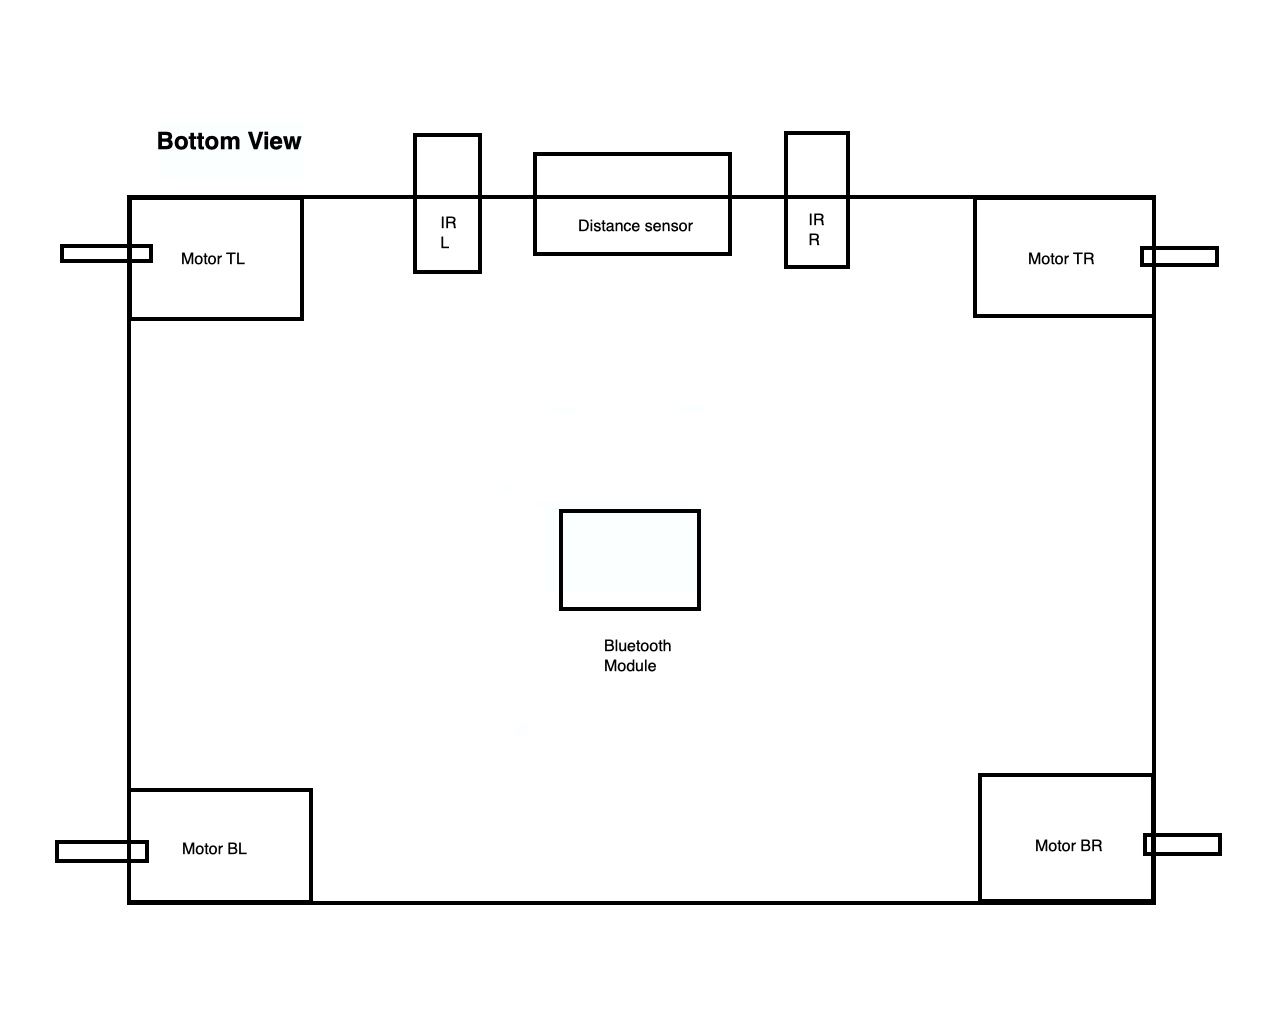 Bottom View
IR
L
Distance sensor
IR
R
Motor TL
Motor TR
Bluetooth
Module
Motor BL
Motor BR